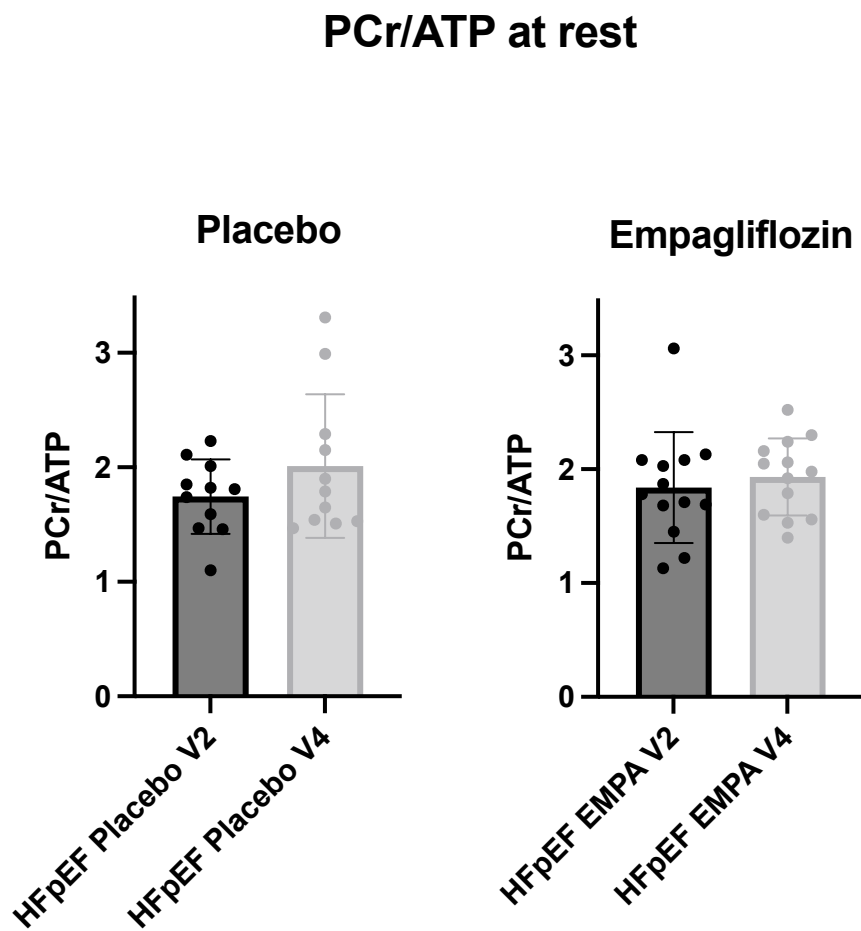 PCr/ATP at rest
Placebo
PCr/ATP
3
2
1
0
HFpEF Placebo V2
HFpEF Placebo V4
Empagliflozin
PCr/ATP
3
2
1
0
HFpEF EMPA V2
HFpEF EMPA V4